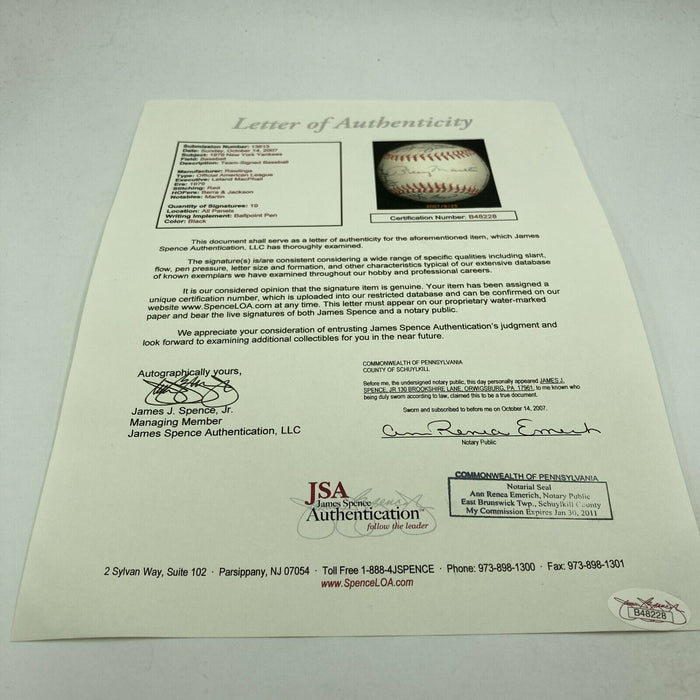 Letter of Authenticity
Submission Number: 13613
Date: Sunday, October 14, 2007
Subject: 1979 New York Yankees
Field: Baseball
Description: Team-Signed Baseball
Manufacturer: Rawlings
Type: Official American League
Executive: Leland MacPhail
Era: 1979
Stitching: Red
HOFers: Berra & Jackson
Notables: Martin
Quantity of Signatures: 19
Location: All Panels
Writing Implement: Ballpoint Pen
Color: Black
Billy Martin
Certification Number: B48228
This document shall serve as a letter of authenticity for the aforementioned item, which James
Spence Authentication, LLC has thoroughly examined.
The signature(s) is/are consistent considering a wide range of specific qualities including slant,
flow, pen pressure, letter size and formation, and other characteristics typical of our extensive database
of known exemplars we have examined throughout our hobby and professional careers.
It is our considered opinion that the signature item is genuine. Your item has been assigned a
unique certification number, which is uploaded into our restricted database and can be confirmed on our
website www.SpenceLOA.com at any time. This letter must appear on our proprietary water-marked
paper and bear the live signatures of both James Spence and a notary public.
We appreciate your consideration of entrusting James Spence Authentication's judgment and
look forward to examining additional collectibles for you in the near future.
Autographically yours,
James J. Spence, Jr.
Managing Member
James Spence Authentication, LLC
COMMONWEALTH OF PENNSYLVANIA
COUNTY OF SCHUYLKILL
Before me, the undersigned notary public, this day personally appeared JAMES J.
SPENCE, JR 130 BROOKSHIRE LANE, ORWIGSBURG, PA 17961, to me known who
being duly sworn according to law, claimed this to be a true document.
Sworn and subscribed to before me on October 14, 2007.
Ann Renea Emerich
Notary Public
COMMONWEALTH OF PENNSYLVANIA
Notarial Seal
Ann Renea Emerich, Notary Public
East Brunswick Twp., Schuylkill County
My Commission Expires Jan 30, 2011
JSA
James Spence
Authentication
follow the leader
2 Sylvan Way, Suite 102 · Parsippany, NJ 07054 · Toll Free 1-888-4JSPENCE · Phone: 973-898-1300 · Fax: 973-898-1301
www.SpenceLOA.com
B48228